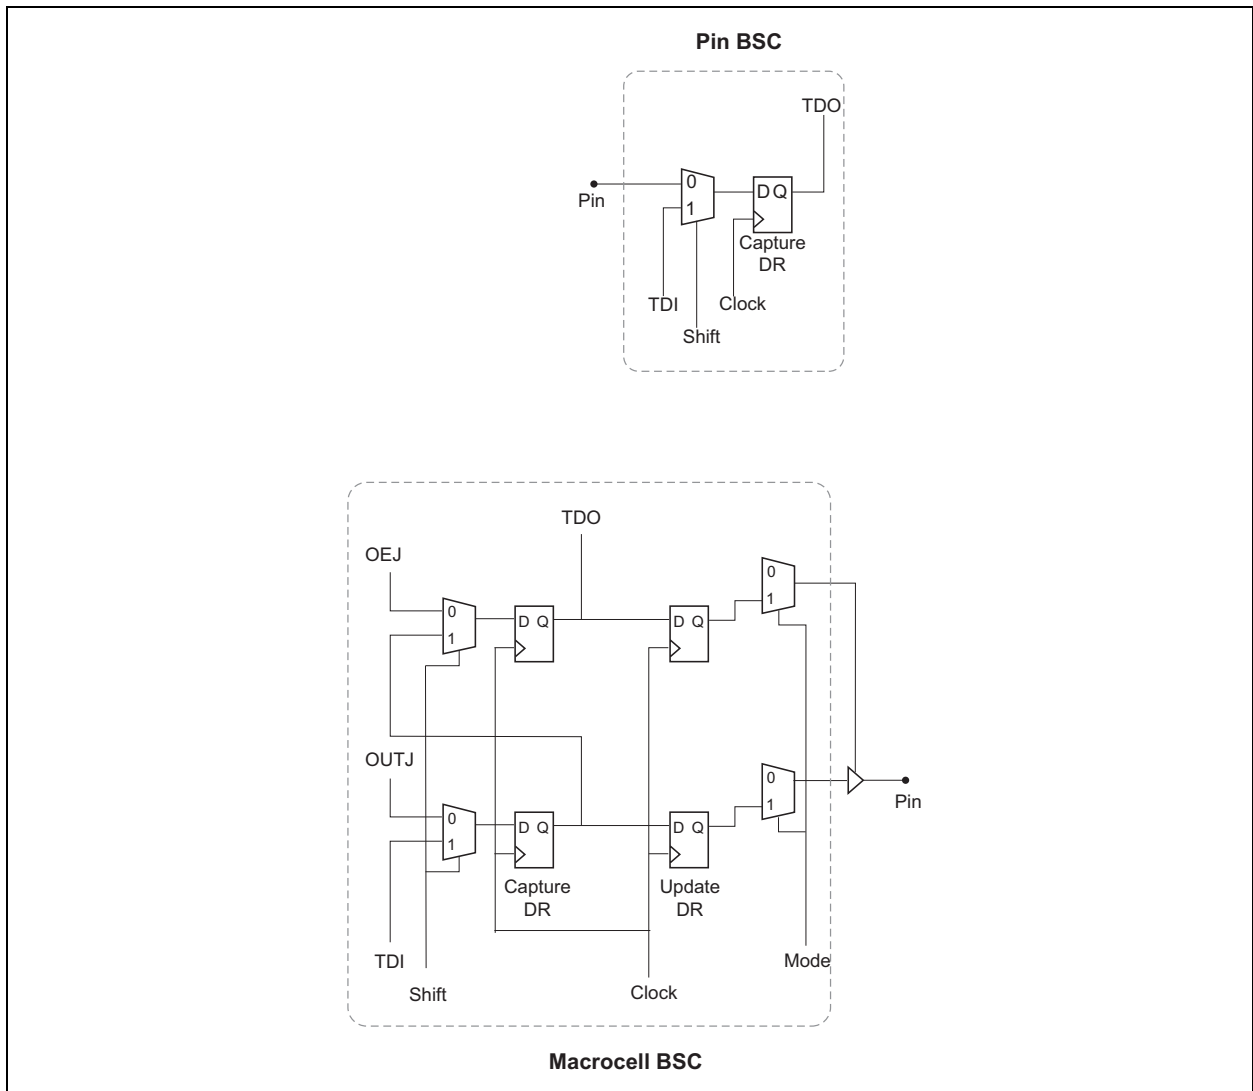 Pin BSC
TDO
0
Pin
1
D Q
Capture
DR
TDI
Clock
Shift
TDO
OEJ
0
1
D Q
D Q
0
1
OUTJ
0
1
D Q
D Q
0
1
Pin
Capture
DR
Update
DR
TDI
Shift
Clock
Mode
Macrocell BSC